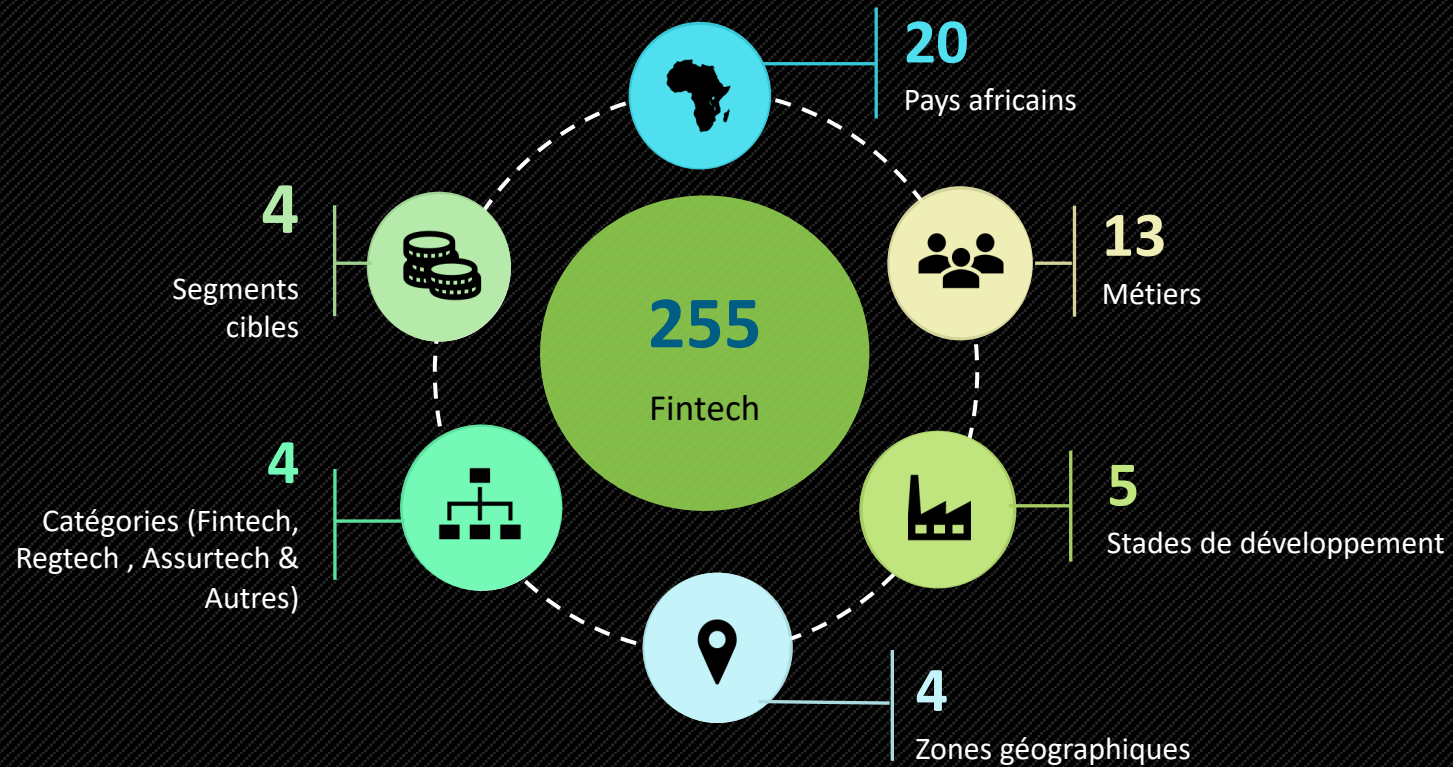 20
Pays africains
4
Segments
cibles
13
Métiers
255
Fintech
4
Catégories (Fintech,
Regtech , Assurtech &
Autres)
5
Stades de développement
4
Zones géographiques